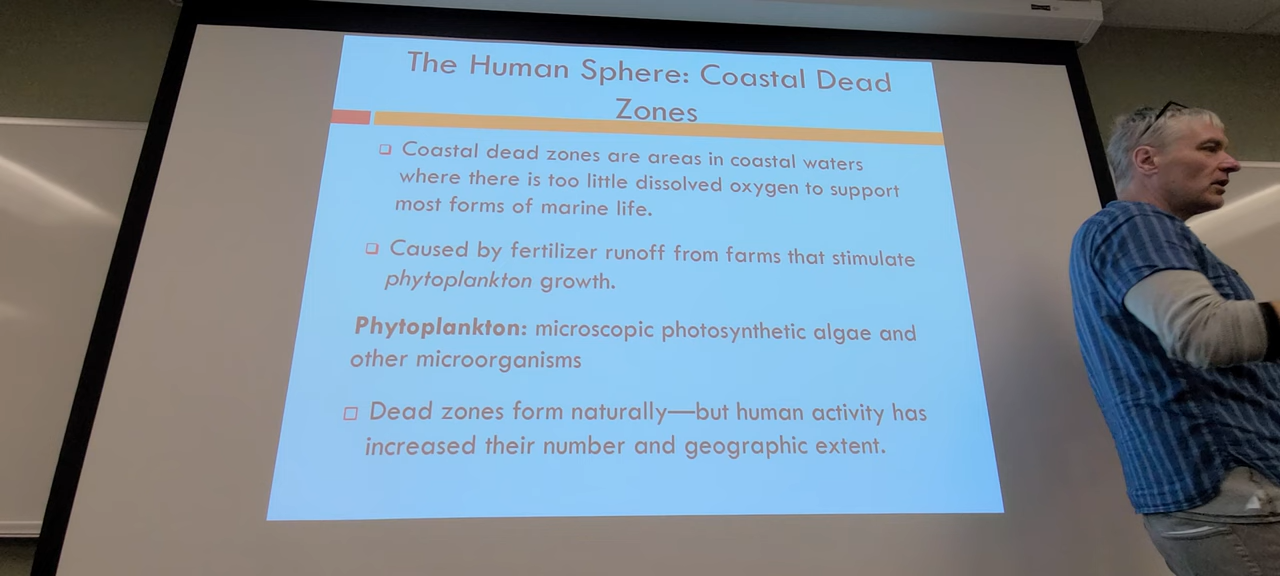 The Human Sphere: Coastal Dead
Zones
Coastal dead zones are areas in coastal waters
where there is too little dissolved oxygen to support
most forms of marine life.
Caused by fertilizer runoff from farms that stimulate
phytoplankton growth.
Phytoplankton: microscopic photosynthetic algae and
other microorganisms
Dead zones form naturally—but human activity has
increased their number and geographic extent.